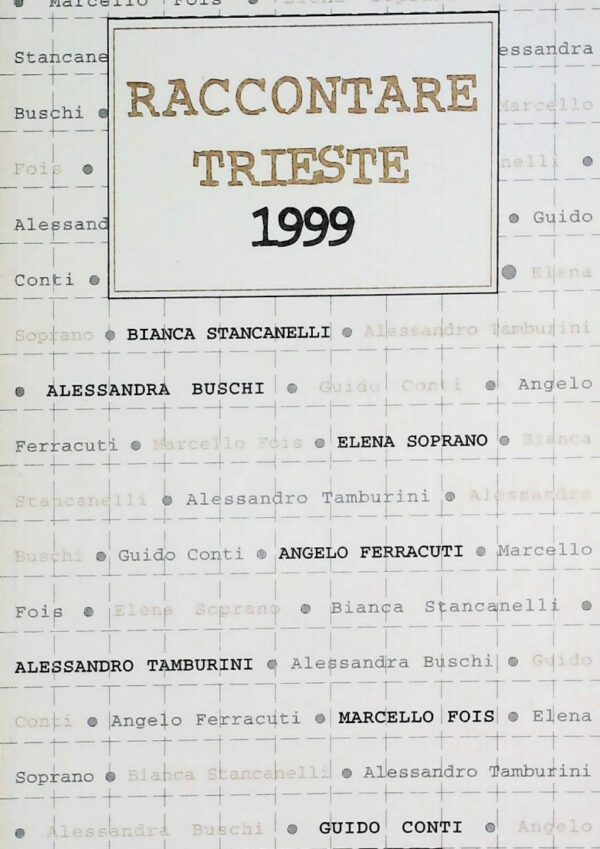 ● Marcello Fois ● Elena Soprano
Stancane essandra
RACCONTARE
Buschi ● Marcello
TRIESTE
Fois ● nelli ●
1999
Alessand ● Guido
Conti ● ● Elena
Soprano ● BIANCA STANCANELLI ● Alessandro Tamburini
● ALESSANDRA BUSCHI ● Guido Conti ● Angelo
Ferracuti ● Marcello Fois ● ELENA SOPRANO ● Bianca
Stancanelli ● Alessandro Tamburini ● Alessandra
Buschi ● Guido Conti ● ANGELO FERRACUTI ● Marcello
Fois ● Elena Soprano ● Bianca Stancanelli ●
ALESSANDRO TAMBURINI ● Alessandra Buschi ● Guido
Conti ● Angelo Ferracuti ● MARCELLO FOIS ● Elena
Soprano ● Bianca Stancanelli ● Alessandro Tamburini
● Alessandra Buschi ● GUIDO CONTI ● Angelo